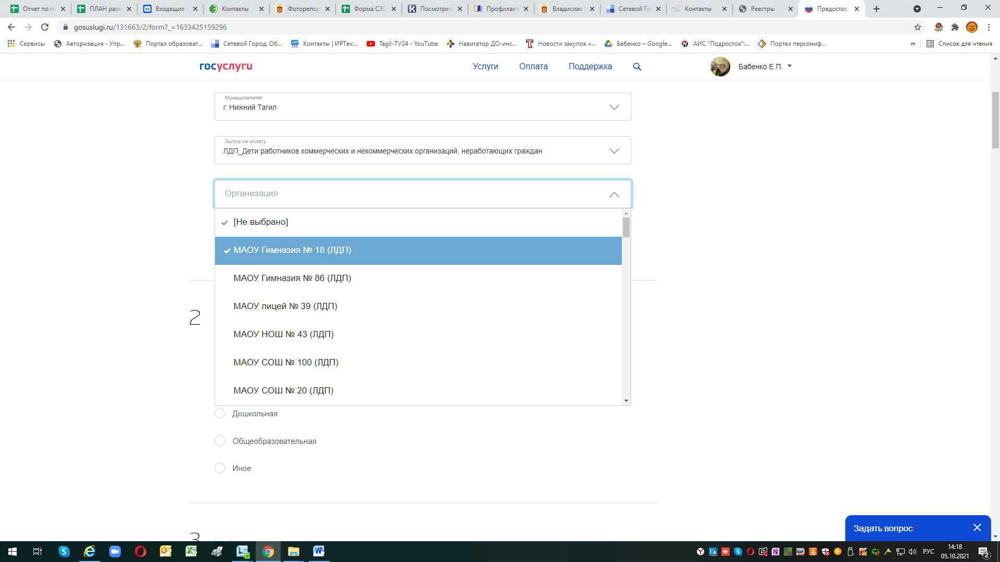 Отчет по по
ПЛАН разм
Входящие -
Контакты
Фоторепор
Форма СЗО
Посмотреть
Профилакт
Владислав
Сетевой Го
Контакты
Реестры
Предоставл
gosuslugi.ru/131663/2/form?_=1633425159296
Сервисы
Авторизация - Упр...
Портал образоват...
Сетевой Город. Об...
Контакты | ИРТех:...
Tagil-TV24 - YouTube
Навигатор ДО-инс...
Новости закупок «...
Бабенко – Google...
АИС "Подросток":...
Портал персониф...
»
Список для чтения
госуслуги
Услуги
Оплата
Поддержка
Бабенко Е.П.
Муниципалитет
г. Нижний Тагил
Льгота на оплату
ЛДП_Дети работников коммерческих и некоммерческих организаций, неработающих граждан
Организация
[Не выбрано]
МАОУ Гимназия № 18 (ЛДП)
МАОУ Гимназия № 86 (ЛДП)
МАОУ лицей № 39 (ЛДП)
2
МАОУ НОШ № 43 (ЛДП)
МАОУ СОШ № 100 (ЛДП)
МАОУ СОШ № 20 (ЛДП)
Дошкольная
Общеобразовательная
Иное
3
Задать вопрос
РУС
14:18
05.10.2021
2